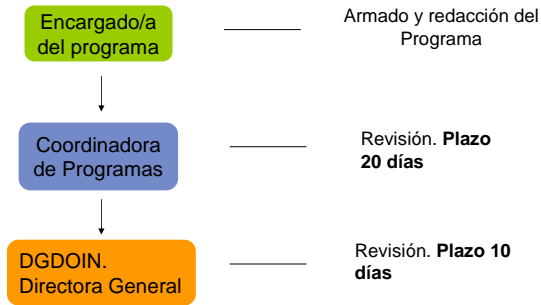 Encargado/a
del programa
Armado y redacción del
Programa
Coordinadora
de Programas
Revisión. Plazo
20 días
DGDOIN.
Directora General
Revisión. Plazo 10
días